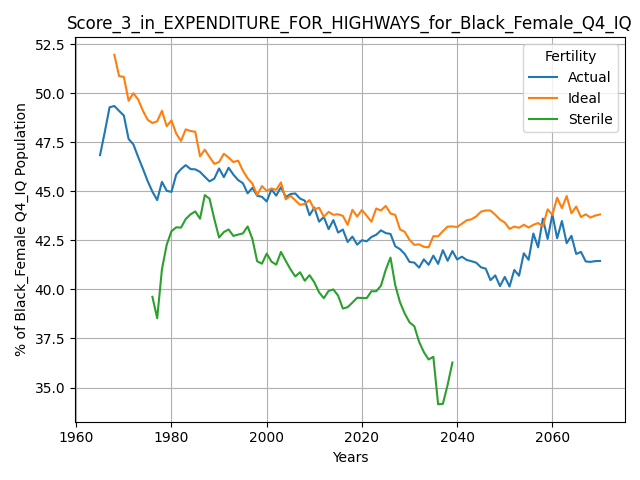 Score_3_in_EXPENDITURE_FOR_HIGHWAYS_for_Black_Female_Q4_IQ
Fertility
Actual
Ideal
Sterile
% of Black_Female Q4_IQ Population
52.5
50.0
47.5
45.0
42.5
40.0
37.5
35.0
1960 1980 2000 2020 2040 2060
Years